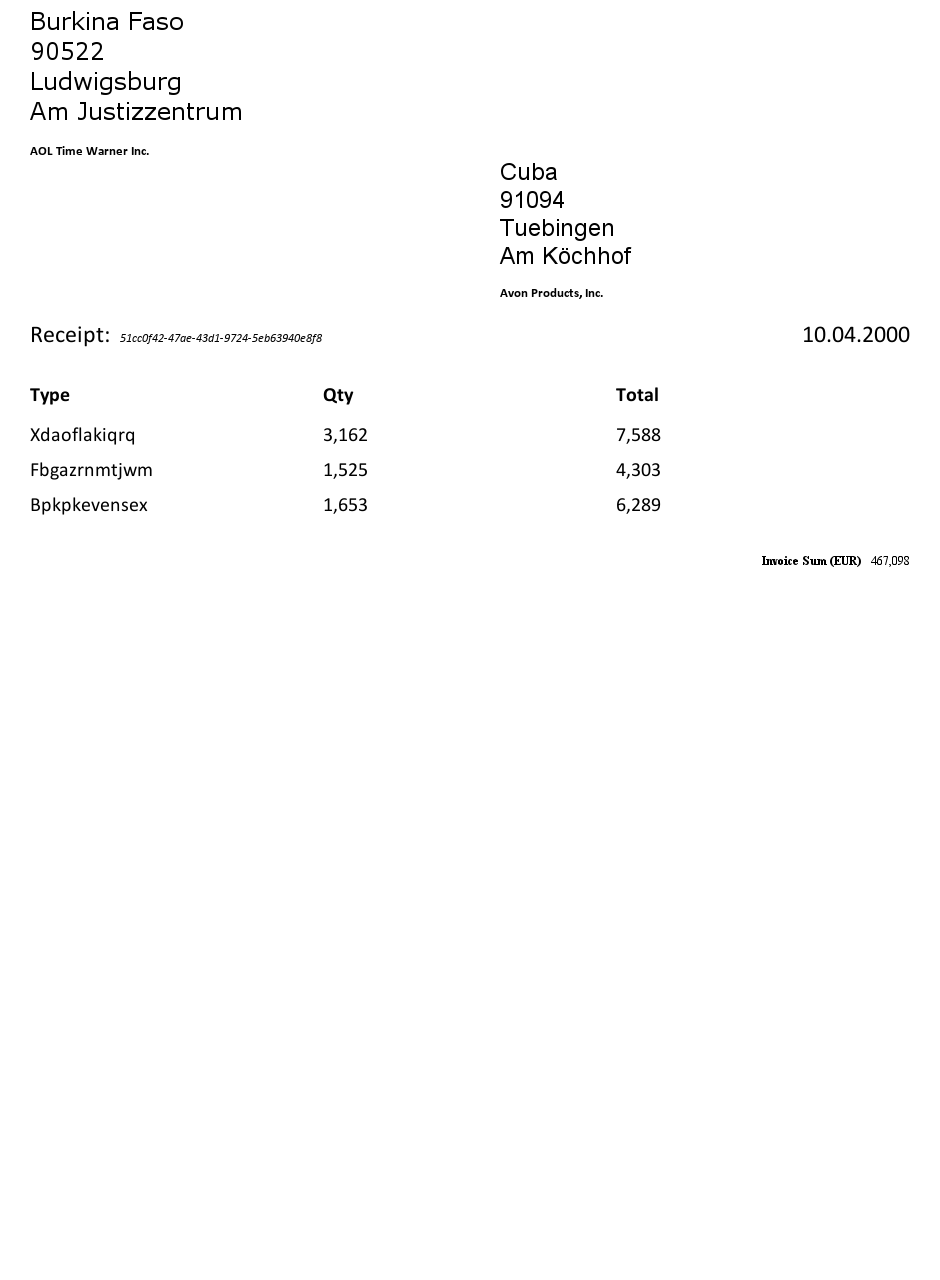 Burkina Faso
90522
Ludwigsburg
Am Justizzentrum
AOL Time Warner Inc.
Cuba
91094
Tuebingen
Am Köchhof
Avon Products, Inc.
Receipt: 51cc0f42-47ae-43d1-9724-5eb63940e8f8 10.04.2000
Type Qty Total
Xdaoflakiqrq 3,162 7,588
Fbgazrnmtjwm 1,525 4,303
Bpkpkevensex 1,653 6,289
Invoice Sum (EUR) 467,098